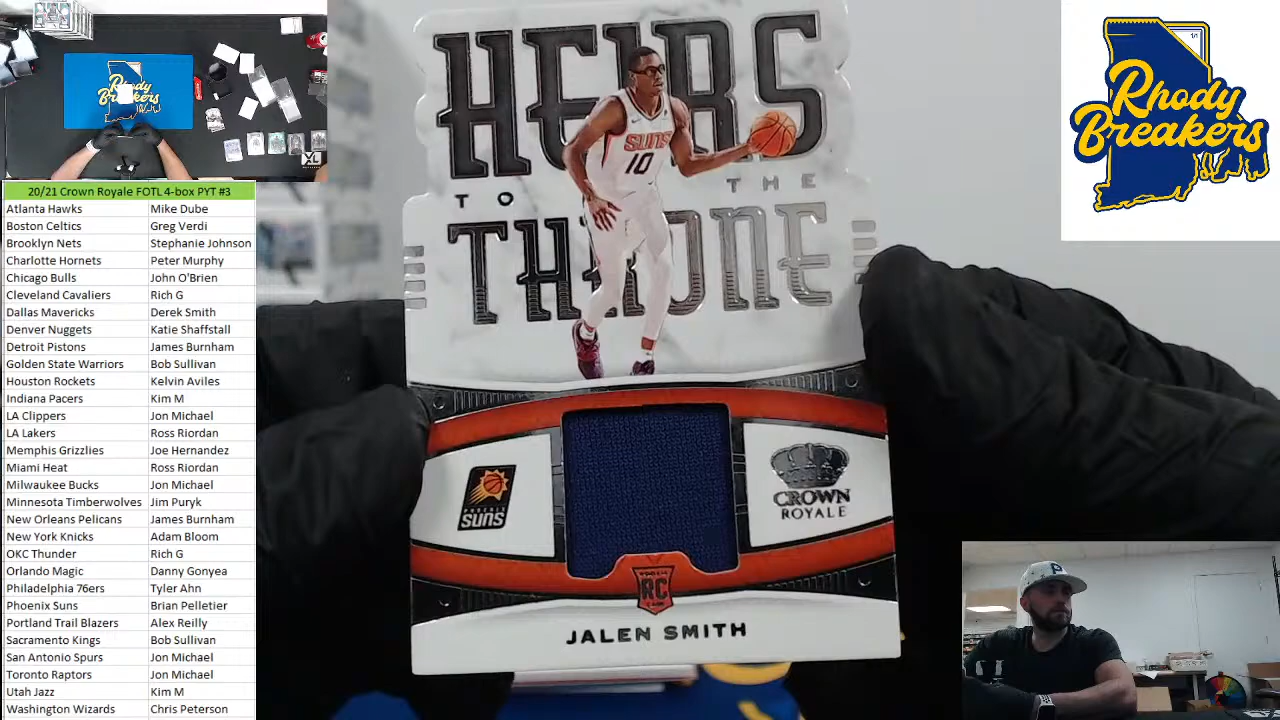 HEIRS
TO THE
THRONE
SUNS
10
PHOENIX
SUNS
CROWN
ROYALE
RC
JALEN SMITH
Rhody
Breakers
1/1
Rhody
Breakers
XL
P
20/21 Crown Royale FOTL 4-box PYT #3
Atlanta Hawks Mike Dube
Boston Celtics Greg Verdi
Brooklyn Nets Stephanie Johnson
Charlotte Hornets Peter Murphy
Chicago Bulls John O'Brien
Cleveland Cavaliers Rich G
Dallas Mavericks Derek Smith
Denver Nuggets Katie Shaffstall
Detroit Pistons James Burnham
Golden State Warriors Bob Sullivan
Houston Rockets Kelvin Aviles
Indiana Pacers Kim M
LA Clippers Jon Michael
LA Lakers Ross Riordan
Memphis Grizzlies Joe Hernandez
Miami Heat Ross Riordan
Milwaukee Bucks Jon Michael
Minnesota Timberwolves Jim Puryk
New Orleans Pelicans James Burnham
New York Knicks Adam Bloom
OKC Thunder Rich G
Orlando Magic Danny Gonyea
Philadelphia 76ers Tyler Ahn
Phoenix Suns Brian Pelletier
Portland Trail Blazers Alex Reilly
Sacramento Kings Bob Sullivan
San Antonio Spurs Jon Michael
Toronto Raptors Jon Michael
Utah Jazz Kim M
Washington Wizards Chris Peterson